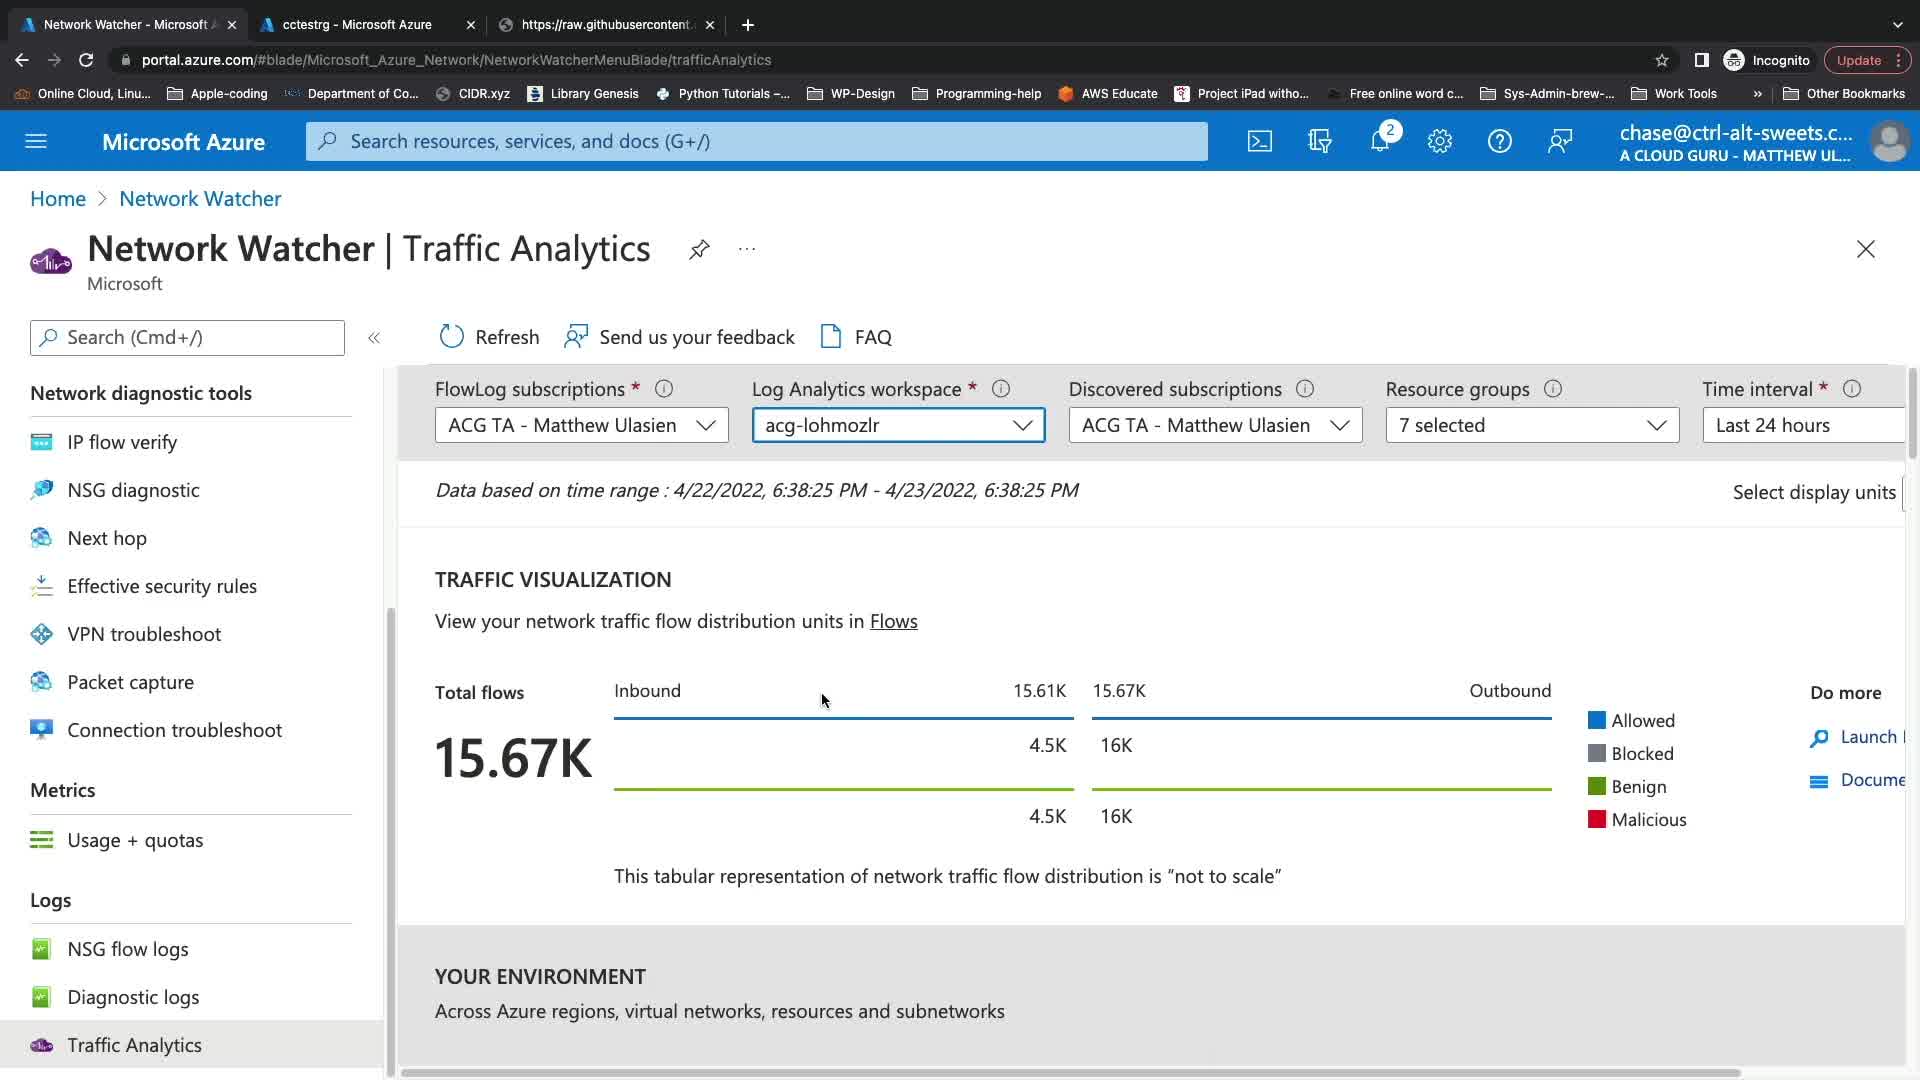 Network Watcher - Microsoft A
cctestrg - Microsoft Azure
https://raw.githubusercontent.
portal.azure.com/#blade/Microsoft_Azure_Network/NetworkWatcherMenuBlade/trafficAnalytics
Incognito
Update
Online Cloud, Linu...
Apple-coding
Department of Co...
CIDR.xyz
Library Genesis
Python Tutorials –...
WP-Design
Programming-help
AWS Educate
Project iPad witho...
Free online word c...
Sys-Admin-brew-...
Work Tools
»
Other Bookmarks
Microsoft Azure
Search resources, services, and docs (G+/)
2
chase@ctrl-alt-sweets.c...
A CLOUD GURU - MATTHEW UL...
Home > Network Watcher
Network Watcher | Traffic Analytics
Microsoft
Search (Cmd+/)
Refresh
Send us your feedback
FAQ
Network diagnostic tools
IP flow verify
NSG diagnostic
Next hop
Effective security rules
VPN troubleshoot
Packet capture
Connection troubleshoot
Metrics
Usage + quotas
Logs
NSG flow logs
Diagnostic logs
Traffic Analytics
FlowLog subscriptions *
ACG TA - Matthew Ulasien
Log Analytics workspace *
acg-lohmozlr
Discovered subscriptions
ACG TA - Matthew Ulasien
Resource groups
7 selected
Time interval *
Last 24 hours
Data based on time range : 4/22/2022, 6:38:25 PM - 4/23/2022, 6:38:25 PM
Select display units
TRAFFIC VISUALIZATION
View your network traffic flow distribution units in Flows
Total flows
15.67K
Inbound 15.61K 15.67K Outbound
4.5K 16K
4.5K 16K
Allowed
Blocked
Benign
Malicious
Do more
Launch
Docume
This tabular representation of network traffic flow distribution is “not to scale”
YOUR ENVIRONMENT
Across Azure regions, virtual networks, resources and subnetworks